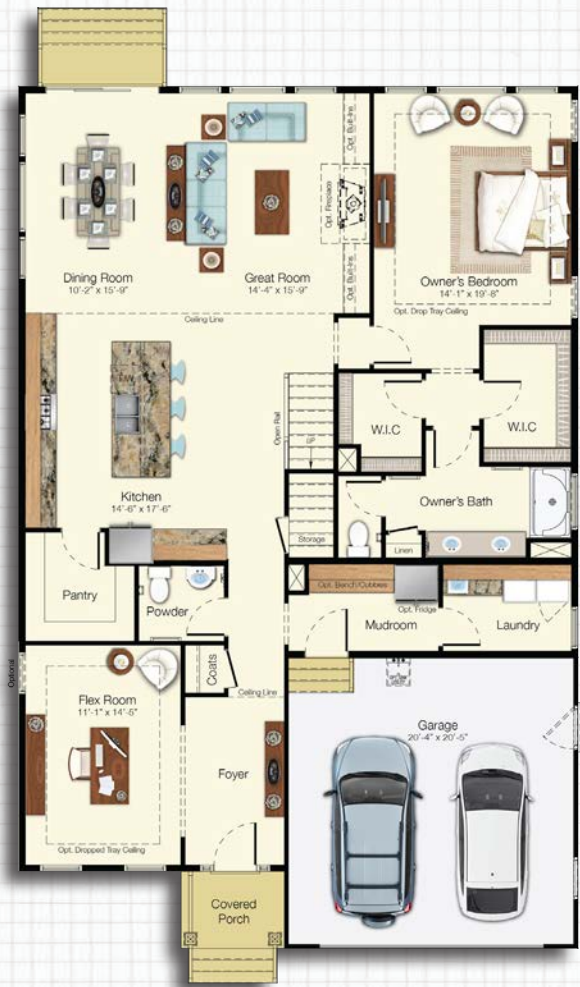 Opt. Built-Ins
Opt. Fireplace
Opt. Built-Ins
Dining Room
10'-2" x 15'-9"
Great Room
14'-4" x 15'-9"
Owner's Bedroom
14'-1" x 19'-8"
Opt. Drop Tray Ceiling
Ceiling Line
W.I.C
W.I.C
Open Rail
UP
Kitchen
14'-6" x 17'-6"
Owner's Bath
Storage
Linen
Pantry
Powder
Opt. Bench/Cubbies
Opt. Fridge
Mudroom
Laundry
Optional
Coats
Ceiling Line
Flex Room
11'-1" x 14'-5"
Garage
20'-4" x 20'-5"
Foyer
Opt. Dropped Tray Ceiling
Covered
Porch